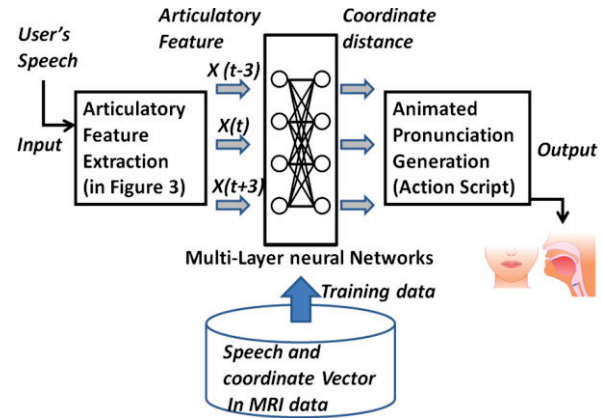 User's
Speech
Input
Articulatory
Feature
Extraction
(in Figure 3)
Articulatory
Feature
X (t-3)
X(t)
X(t+3)
Multi-Layer neural Networks
Coordinate
distance
Animated
Pronunciation
Generation
(Action Script)
Output
Training data
Speech and
coordinate Vector
In MRI data